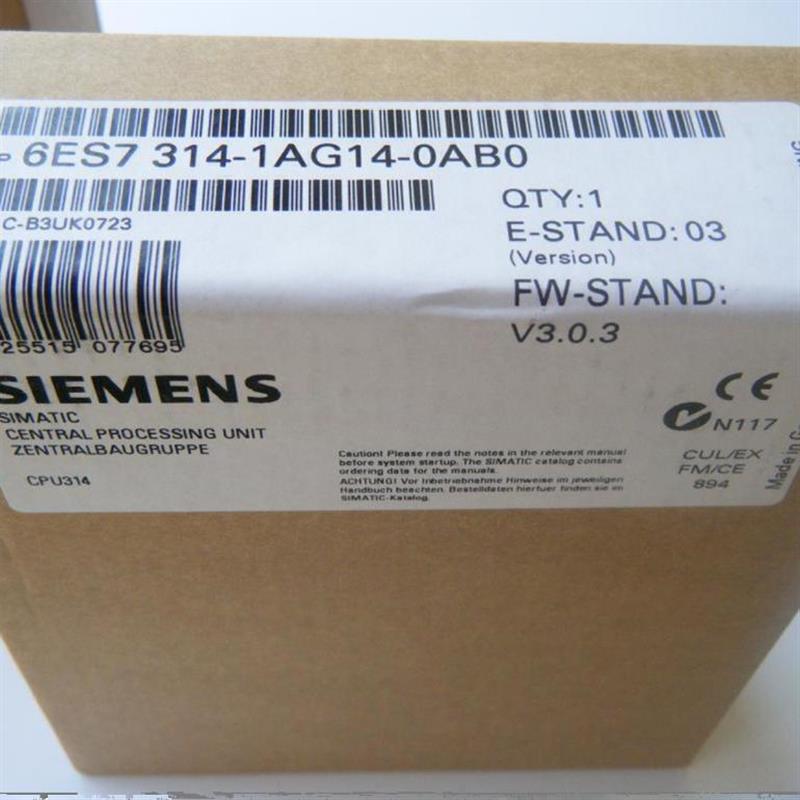 6ES7 314-1AG14-0AB0
C-B3UK0723
QTY:1
E-STAND: 03
(Version)
FW-STAND:
V3.0.3
25515 077695
SIEMENS
SIMATIC
CENTRAL PROCESSING UNIT
ZENTRALBAUGRUPPE
CPU314
Caution! Please read the notes in the relevant manual
before system startup. The SIMATIC catalog contains
ordering data for the manuals.
ACHTUNG! Vor Inbetriebnahme Hinweise im jeweiligen
Handbuch beachten. Bestelldaten hierfuer finden sie im
SIMATIC-Katalog.
CE
N117
CUL/EX
FM/CE
894
Made in